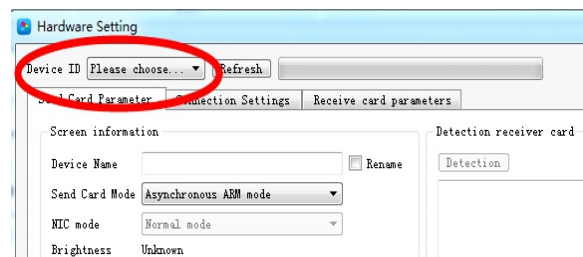 Hardware Setting
Device ID Please choose... Refresh
Send Card Parameter Connection Settings Receive card parameters
Screen information Detection receiver card
Device Name Rename Detection
Send Card Mode Asynchronous ARM mode
NIC mode Normal mode
Brightness Unknown